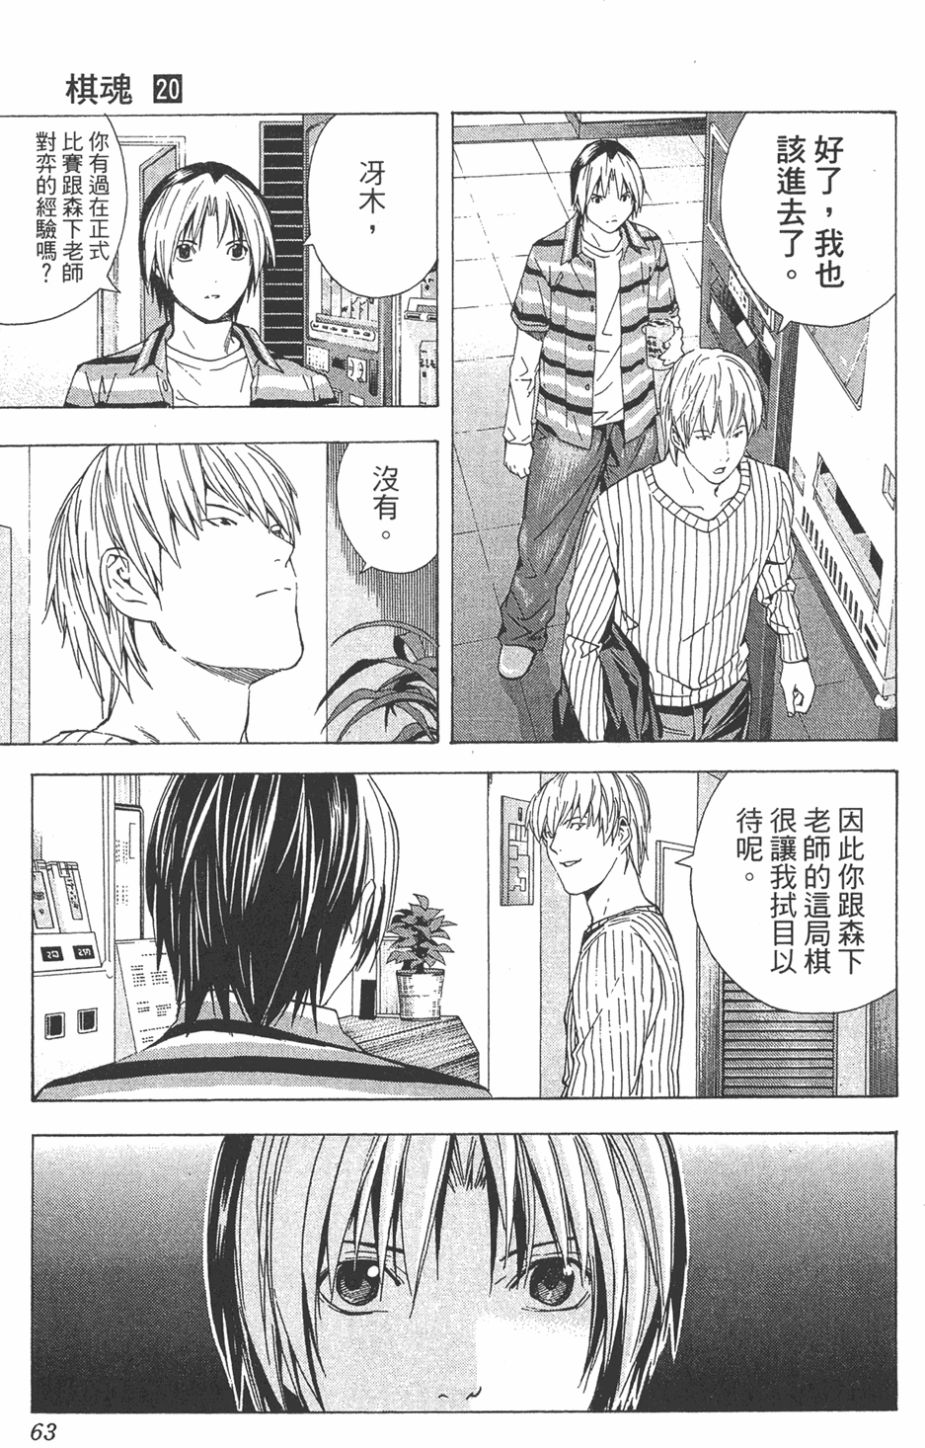 棋魂 20
好了，我也
該進去了。
冴木，
你有過在正式
比賽跟森下老師
對弈的經驗嗎？
沒有。
因此你跟森下
老師的這局棋
很讓我拭目以
待呢。
63